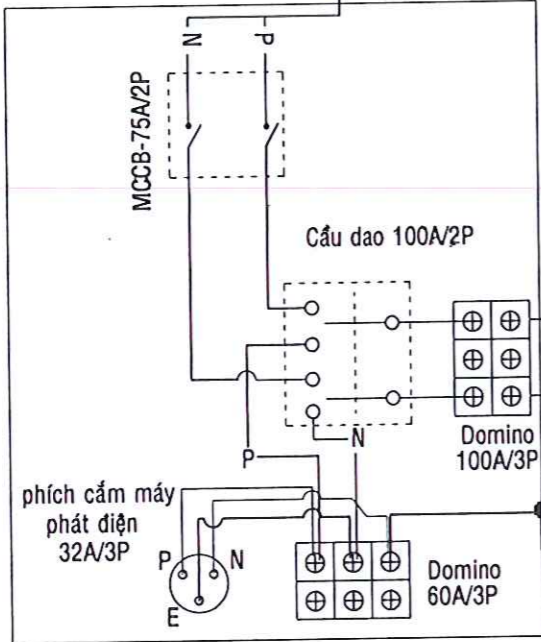 N
P
MCCB-75A/2P
Cầu dao 100A/2P
Domino
100A/3P
N
P
phích cắm máy
phát điện
32A/3P
P
N
E
Domino
60A/3P